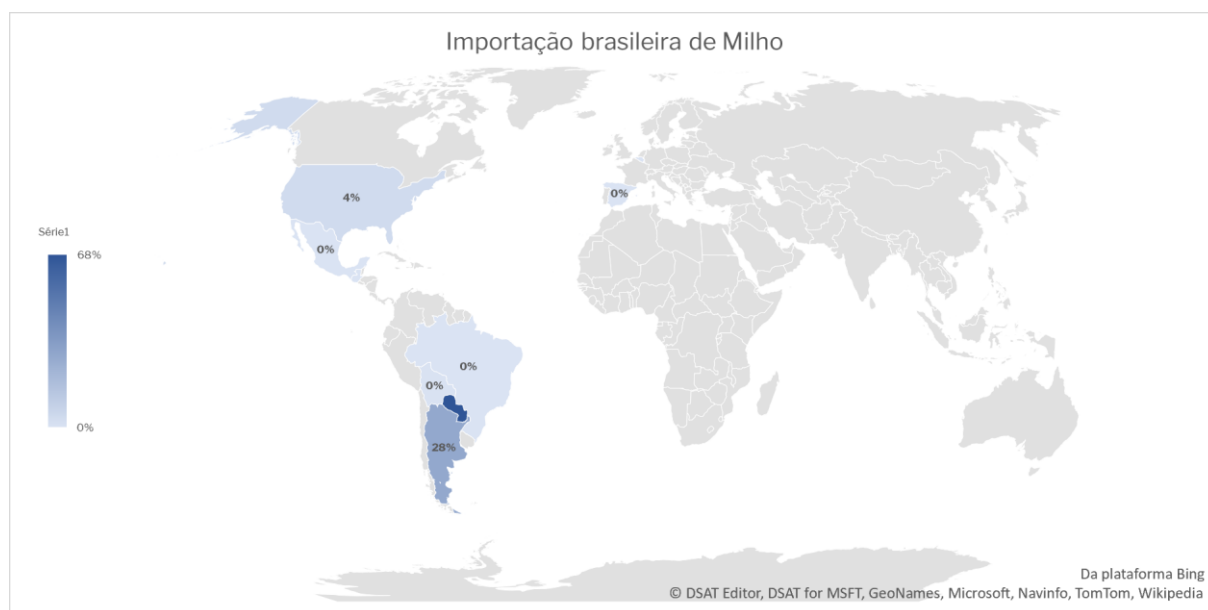 Importação brasileira de Milho
4%
0%
0%
Série1
68%
0%
0%
0%
28%
Da plataforma Bing
© DSAT Editor, DSAT for MSFT, GeoNames, Microsoft, Navinfo, TomTom, Wikipedia